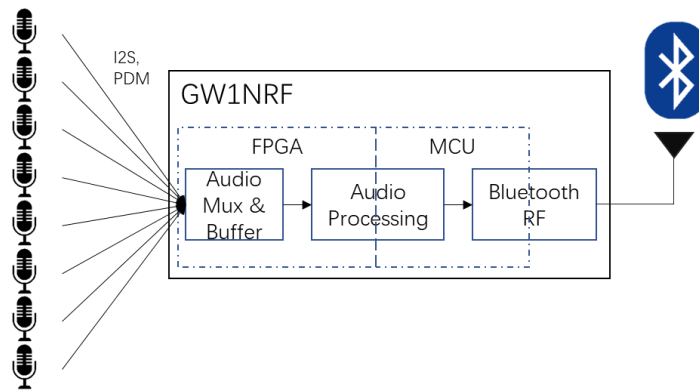 I2S,
PDM
GW1NRF
FPGA
MCU
Audio
Mux &
Buffer
Audio
Processing
Bluetooth
RF